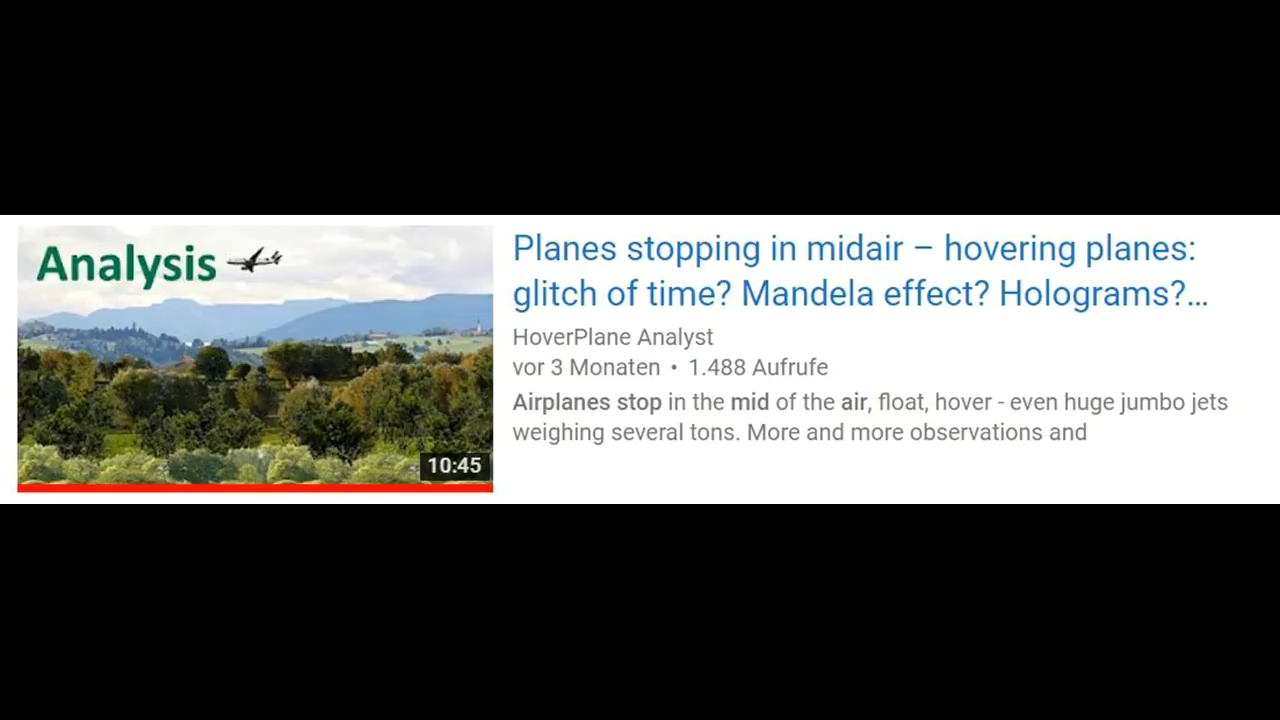 Analysis
10:45
Planes stopping in midair – hovering planes:
glitch of time? Mandela effect? Holograms?...
HoverPlane Analyst
vor 3 Monaten • 1.488 Aufrufe
Airplanes stop in the mid of the air, float, hover - even huge jumbo jets
weighing several tons. More and more observations and